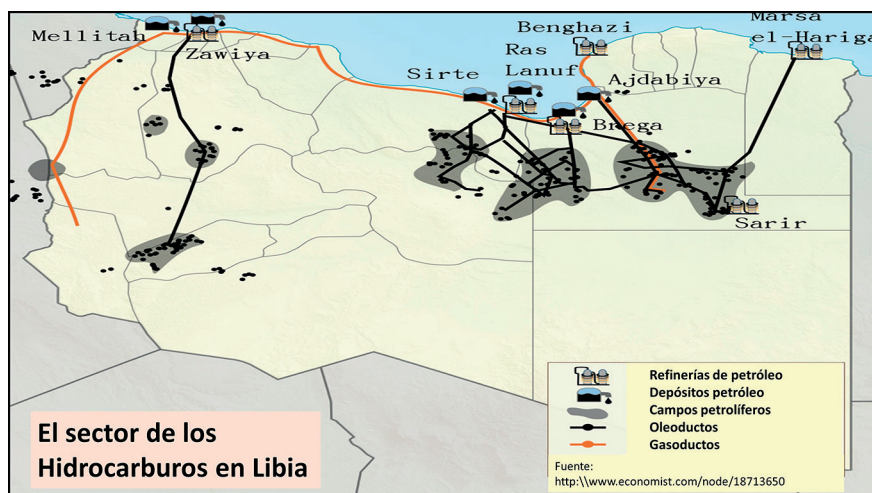 Mellitah
Zawiya
Sirte
Ras
Lanuf
Benghazi
Ajdabiya
Brega
Marsa
el-Hariga
Sarir
El sector de los
Hidrocarburos en Libia
Refinerías de petróleo
Depósitos petróleo
Campos petrolíferos
Oleoductos
Gasoductos
Fuente:
http:\\www.economist.com/node/18713650